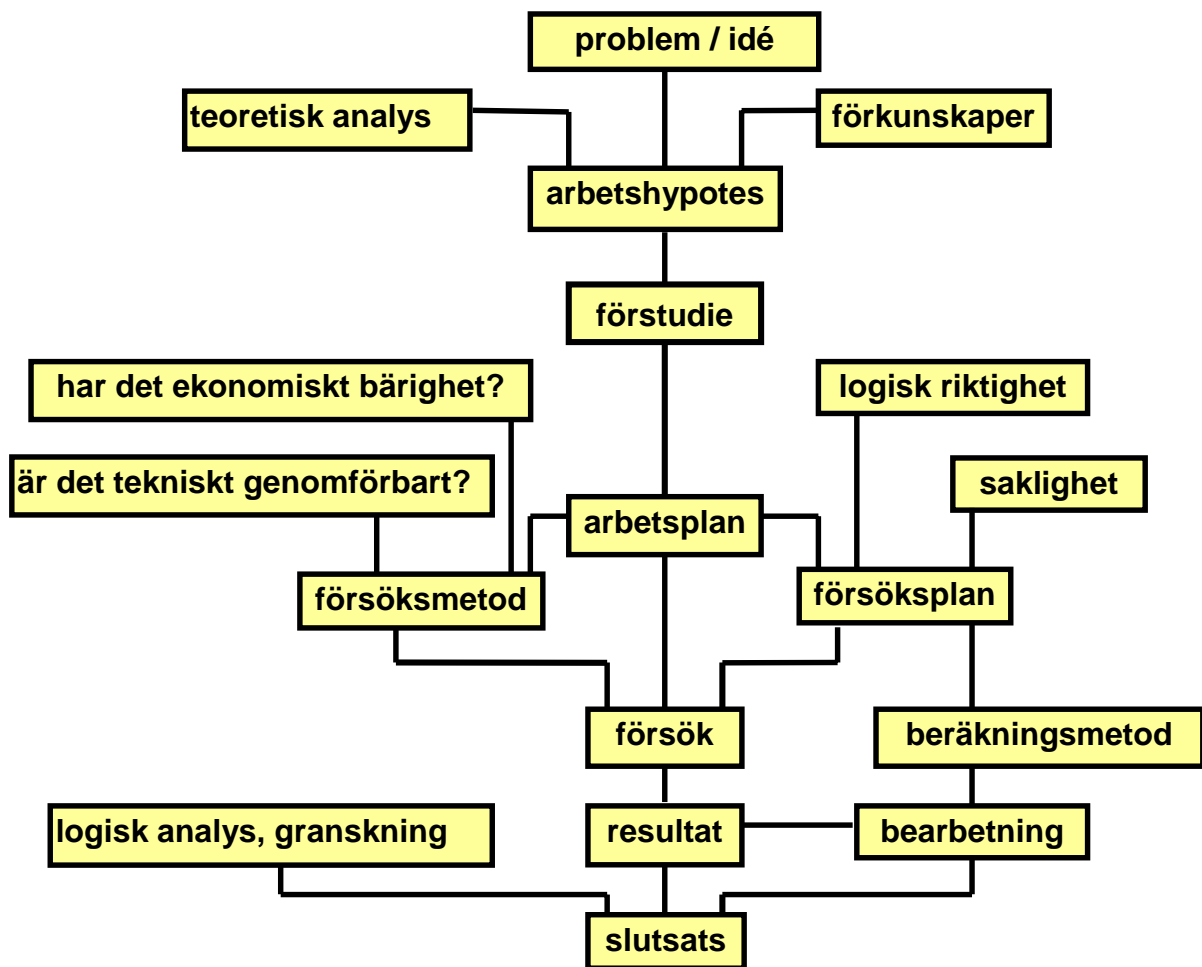 problem / idé
teoretisk analys
förkunskaper
arbetshypotes
förstudie
har det ekonomiskt bärighet?
logisk riktighet
är det tekniskt genomförbart?
saklighet
arbetsplan
försöksmetod
försöksplan
försök
beräkningsmetod
logisk analys, granskning
resultat
bearbetning
slutsats